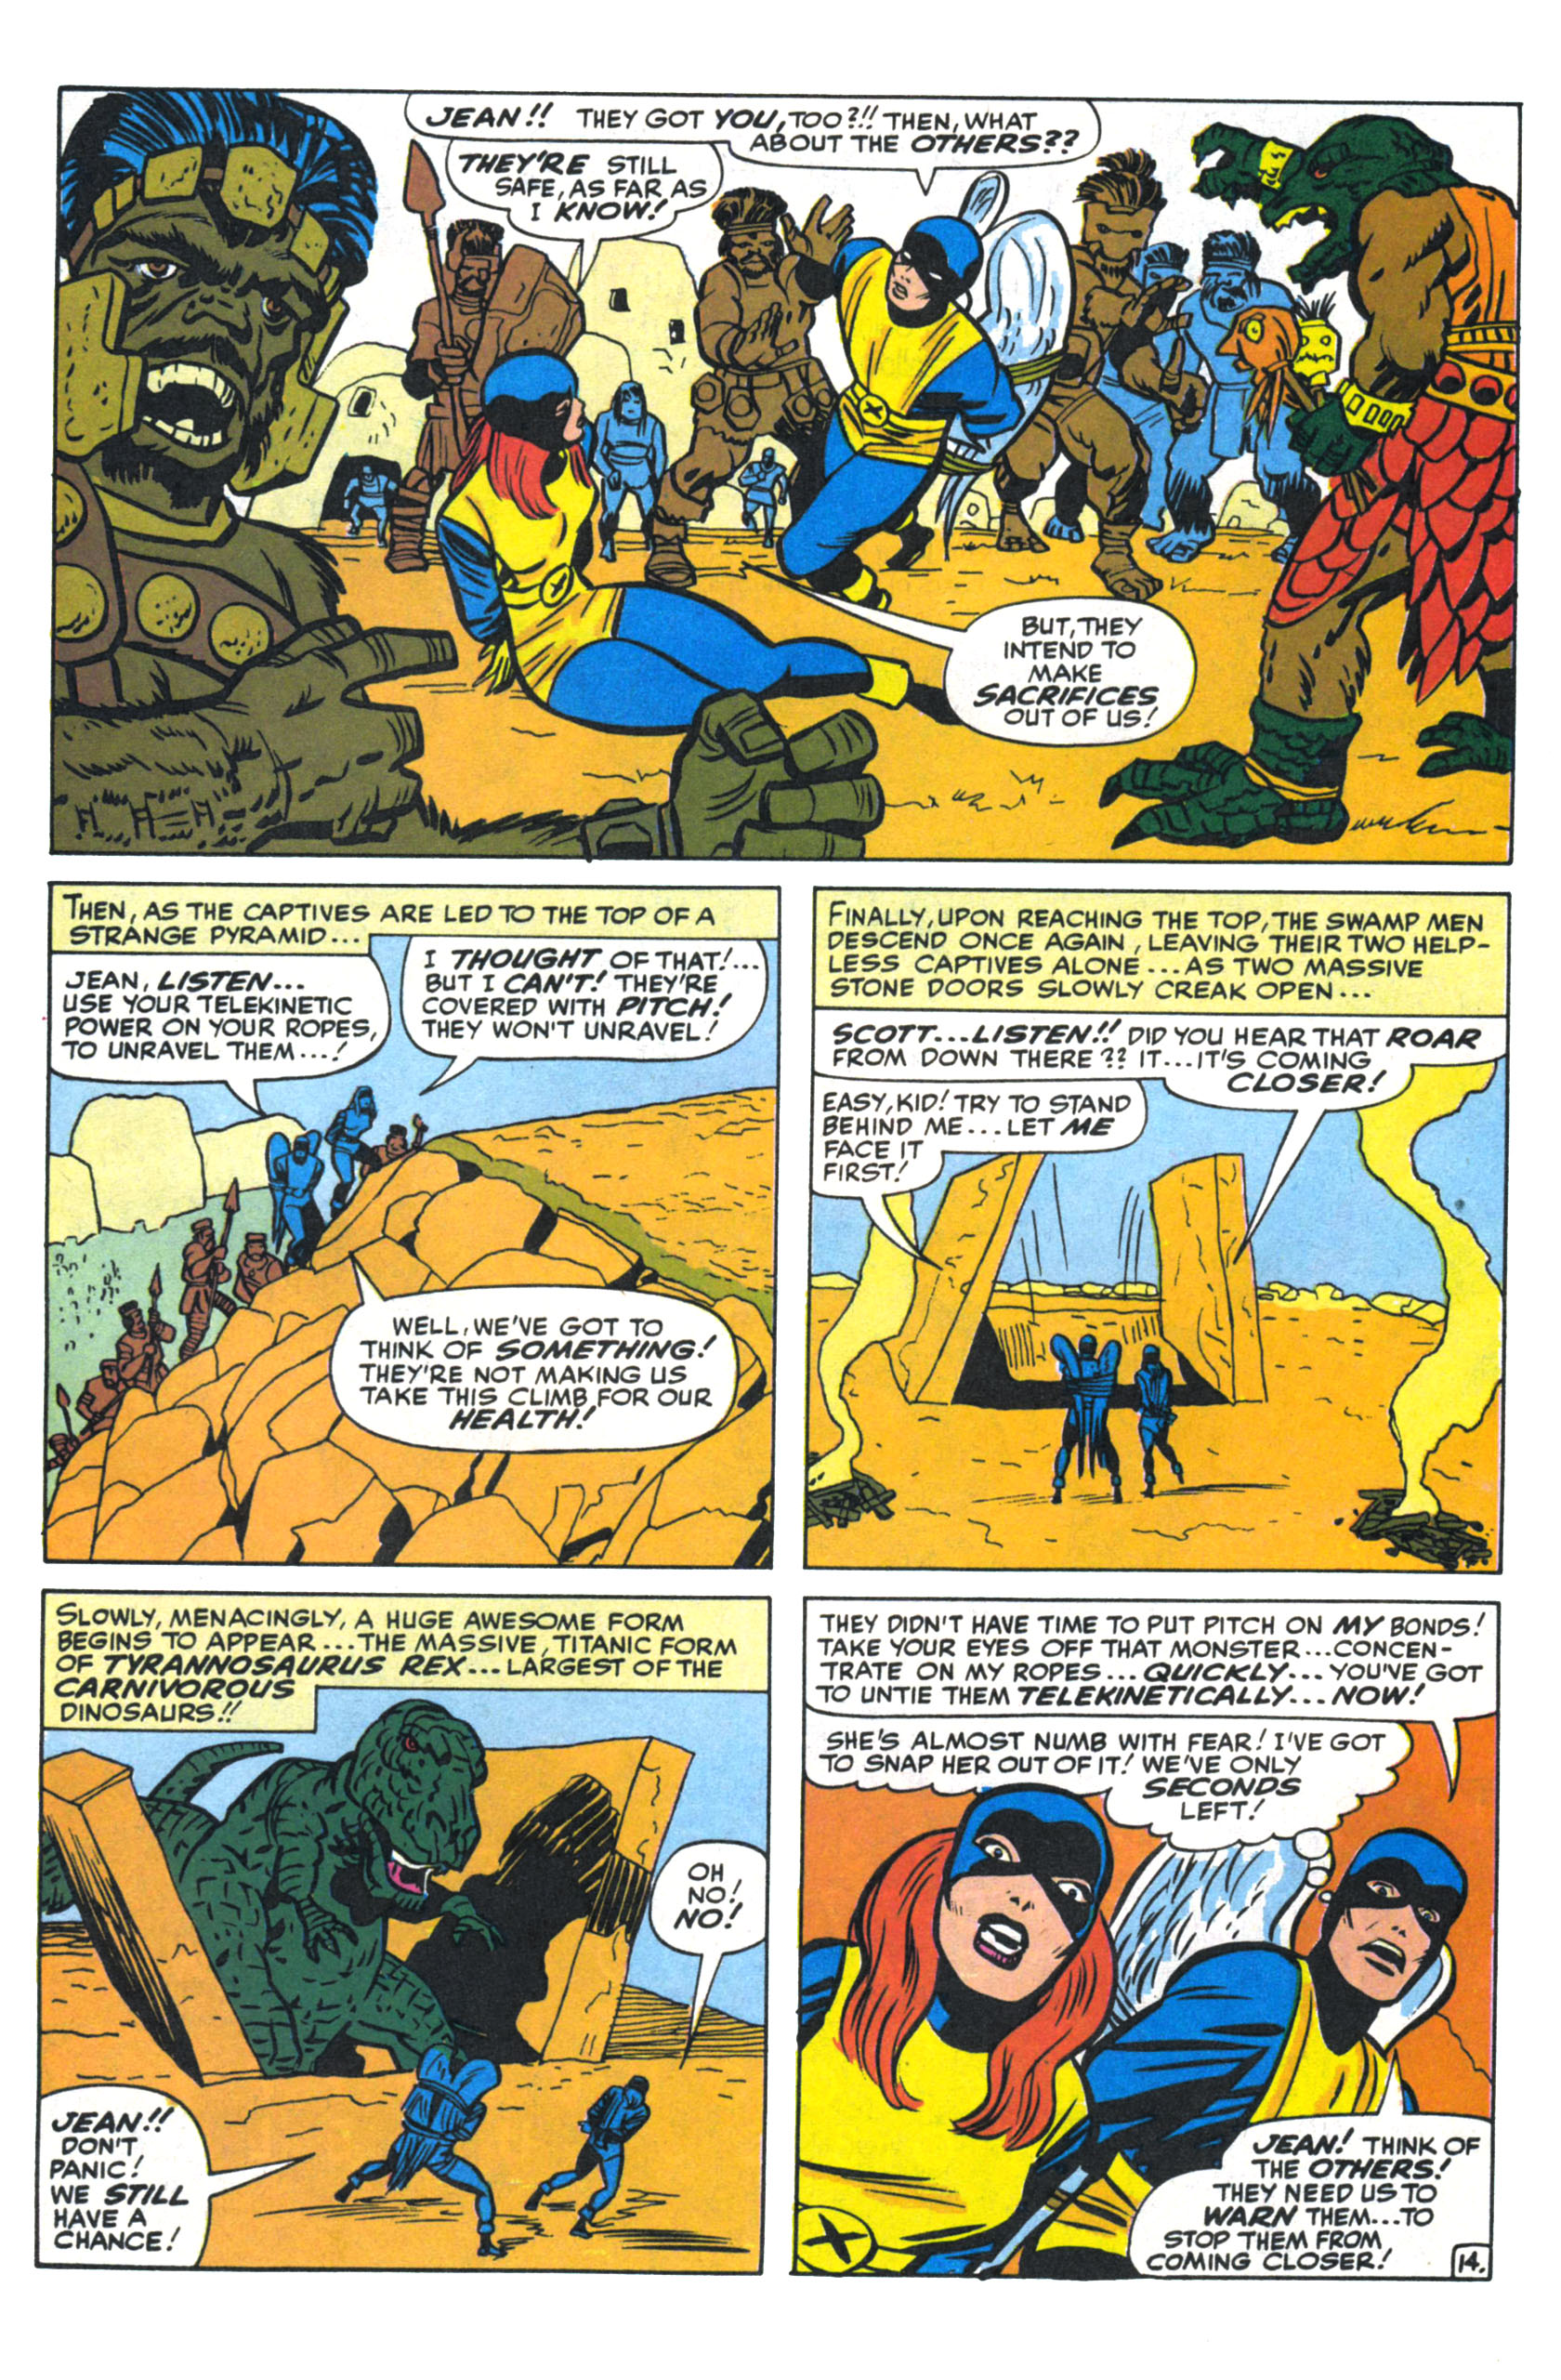 JEAN!! THEY GOT YOU, TOO?!! THEN, WHAT
ABOUT THE OTHERS??
THEY'RE STILL
SAFE, AS FAR AS
I KNOW!
BUT, THEY
INTEND TO
MAKE
SACRIFICES
OUT OF US!
THEN, AS THE CAPTIVES ARE LED TO THE TOP OF A
STRANGE PYRAMID...
JEAN, LISTEN...
USE YOUR TELEKINETIC
POWER ON YOUR ROPES,
TO UNRAVEL THEM...!
I THOUGHT OF THAT!...
BUT I CAN'T! THEY'RE
COVERED WITH PITCH!
THEY WON'T UNRAVEL!
WELL, WE'VE GOT TO
THINK OF SOMETHING!
THEY'RE NOT MAKING US
TAKE THIS CLIMB FOR OUR
HEALTH!
FINALLY, UPON REACHING THE TOP, THE SWAMP MEN
DESCEND ONCE AGAIN, LEAVING THEIR TWO HELP-
LESS CAPTIVES ALONE... AS TWO MASSIVE
STONE DOORS SLOWLY CREAK OPEN...
SCOTT...LISTEN!! DID YOU HEAR THAT ROAR
FROM DOWN THERE?? IT...IT'S COMING
CLOSER!
EASY, KID! TRY TO STAND
BEHIND ME...LET ME
FACE IT
FIRST!
SLOWLY, MENACINGLY, A HUGE AWESOME FORM
BEGINS TO APPEAR...THE MASSIVE, TITANIC FORM
OF TYRANNOSAURUS REX...LARGEST OF THE
CARNIVOROUS
DINOSAURS!!
OH
NO!
NO!
JEAN!!
DON'T
PANIC!
WE STILL
HAVE A
CHANCE!
THEY DIDN'T HAVE TIME TO PUT PITCH ON MY BONDS!
TAKE YOUR EYES OFF THAT MONSTER...CONCEN-
TRATE ON MY ROPES...QUICKLY...YOU'VE GOT
TO UNTIE THEM TELEKINETICALLY...NOW!
SHE'S ALMOST NUMB WITH FEAR! I'VE GOT
TO SNAP HER OUT OF IT! WE'VE ONLY
SECONDS
LEFT!
JEAN! THINK OF
THE OTHERS!
THEY NEED US TO
WARN THEM...TO
STOP THEM FROM
COMING CLOSER!
14.